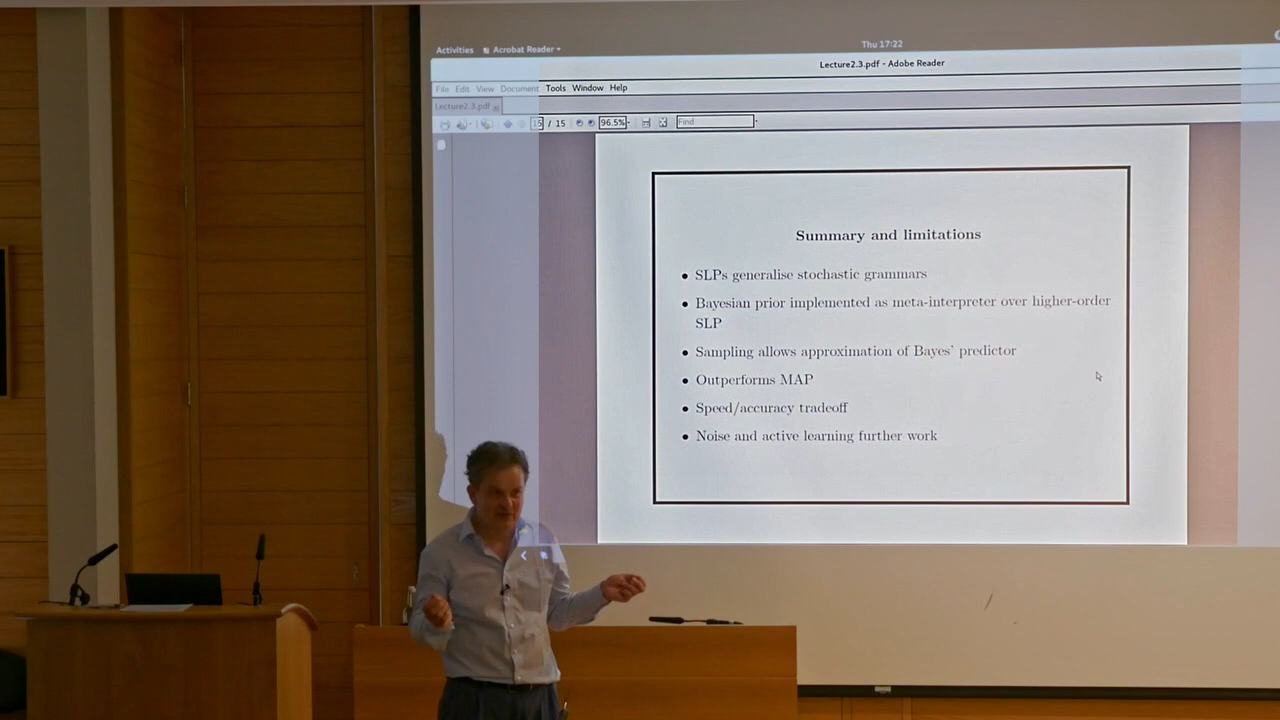 Activities Acrobat Reader
Thu 17:22
Lecture2.3.pdf - Adobe Reader
File Edit View Document Tools Window Help
Lecture2.3.pdf
15 / 15 96.5% Find
Summary and limitations
• SLPs generalise stochastic grammars
• Bayesian prior implemented as meta-interpreter over higher-order
SLP
• Sampling allows approximation of Bayes' predictor
• Outperforms MAP
• Speed/accuracy tradeoff
• Noise and active learning further work